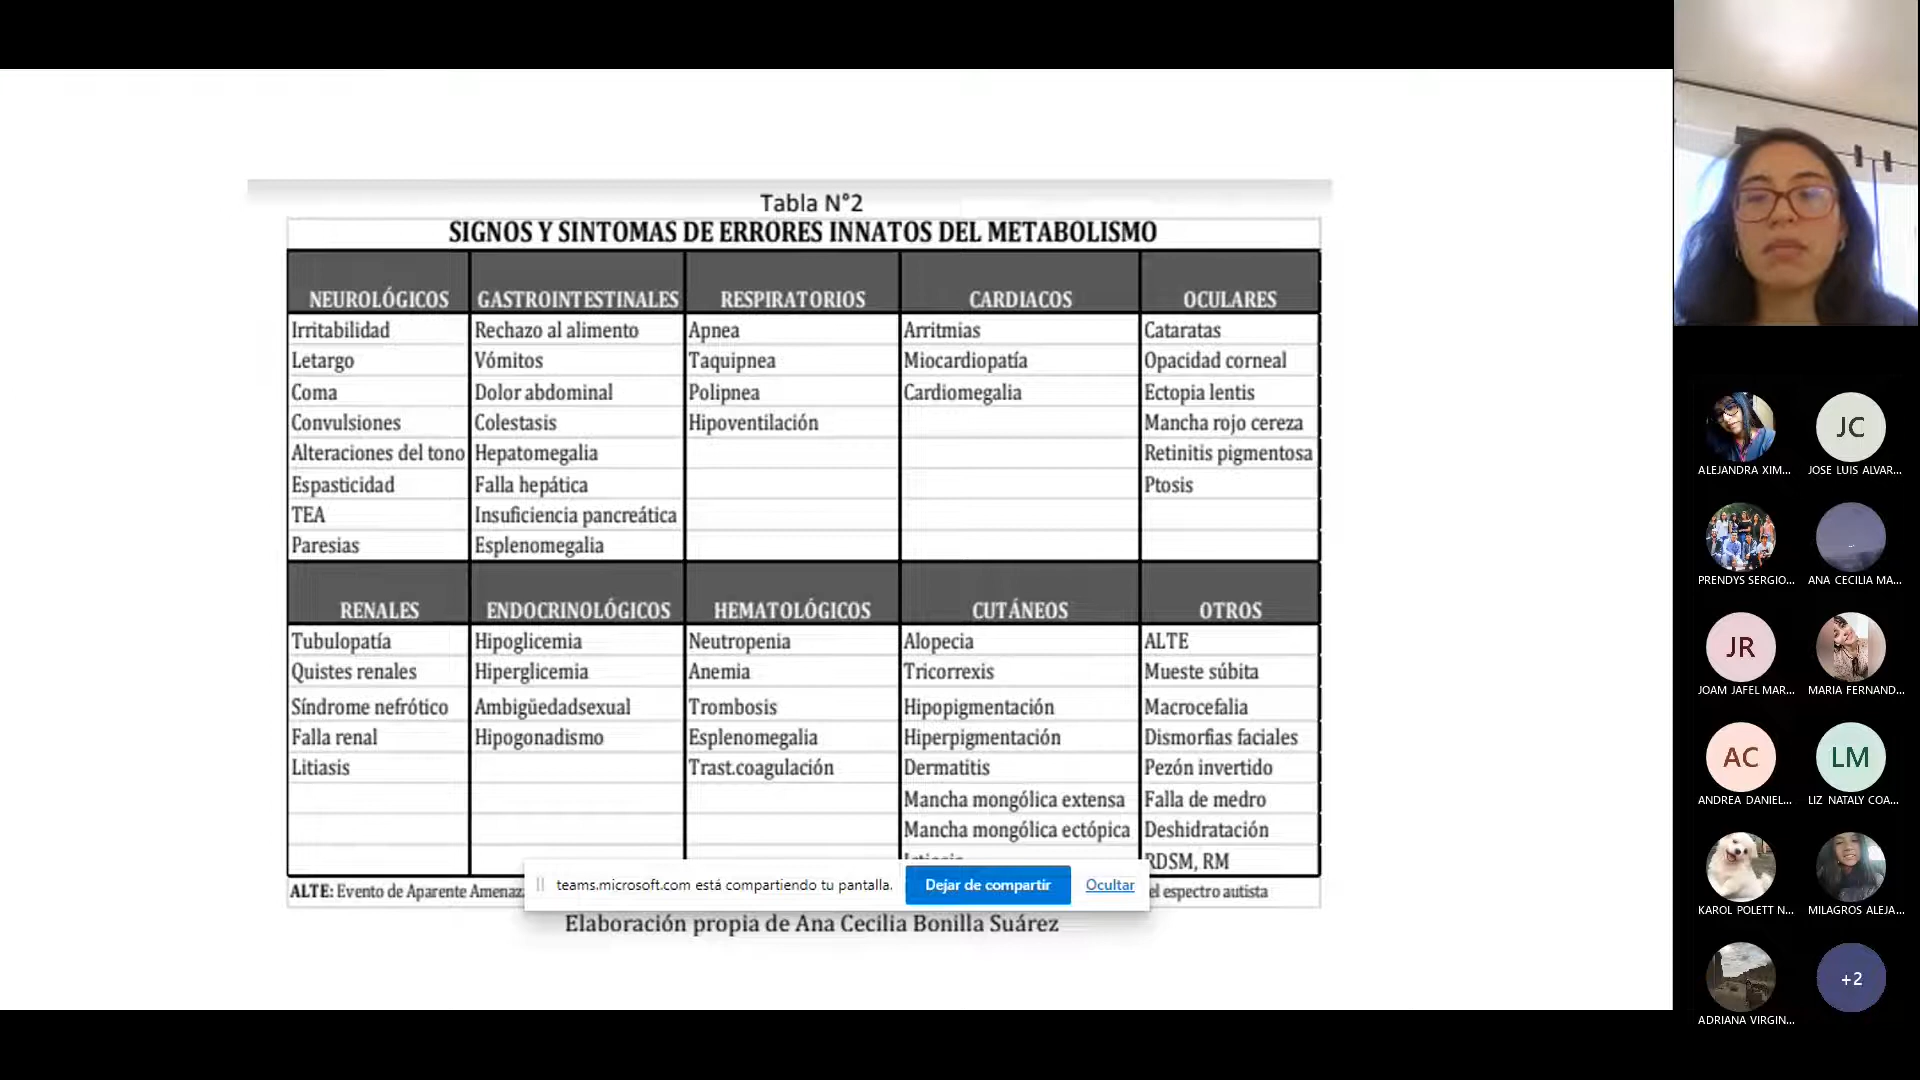 Tabla N°2
SIGNOS Y SINTOMAS DE ERRORES INNATOS DEL METABOLISMO
NEUROLÓGICOS GASTROINTESTINALES RESPIRATORIOS CARDIACOS OCULARES
Irritabilidad Rechazo al alimento Apnea Arritmias Cataratas
Letargo Vómitos Taquipnea Miocardiopatía Opacidad corneal
Coma Dolor abdominal Polipnea Cardiomegalia Ectopia lentis
Convulsiones Colestasis Hipoventilación Mancha rojo cereza
Alteraciones del tono Hepatomegalia Retinitis pigmentosa
Espasticidad Falla hepática Ptosis
TEA Insuficiencia pancreática
Paresias Esplenomegalia
RENALES ENDOCRINOLÓGICOS HEMATOLÓGICOS CUTÁNEOS OTROS
Tubulopatía Hipoglicemia Neutropenia Alopecia ALTE
Quistes renales Hiperglicemia Anemia Tricorrexis Mueste súbita
Síndrome nefrótico Ambigüedadsexual Trombosis Hipopigmentación Macrocefalia
Falla renal Hipogonadismo Esplenomegalia Hiperpigmentación Dismorfias faciales
Litiasis Trast.coagulación Dermatitis Pezón invertido
Mancha mongólica extensa Falla de medro
Mancha mongólica ectópica Deshidratación
RDSM, RM
ALTE: Evento de Aparente Amenaz
el espectro autista
teams.microsoft.com está compartiendo tu pantalla.
Dejar de compartir
Ocultar
Elaboración propia de Ana Cecilia Bonilla Suárez
JC
ALEJANDRA XIM... JOSE LUIS ALVAR...
PRENDYS SERGIO... ANA CECILIA MA...
JR
JOAM JAFEL MAR... MARIA FERNAND...
AC LM
ANDREA DANIEL... LIZ NATALY COA...
KAROL POLETT N... MILAGROS ALEJA...
+2
ADRIANA VIRGIN...